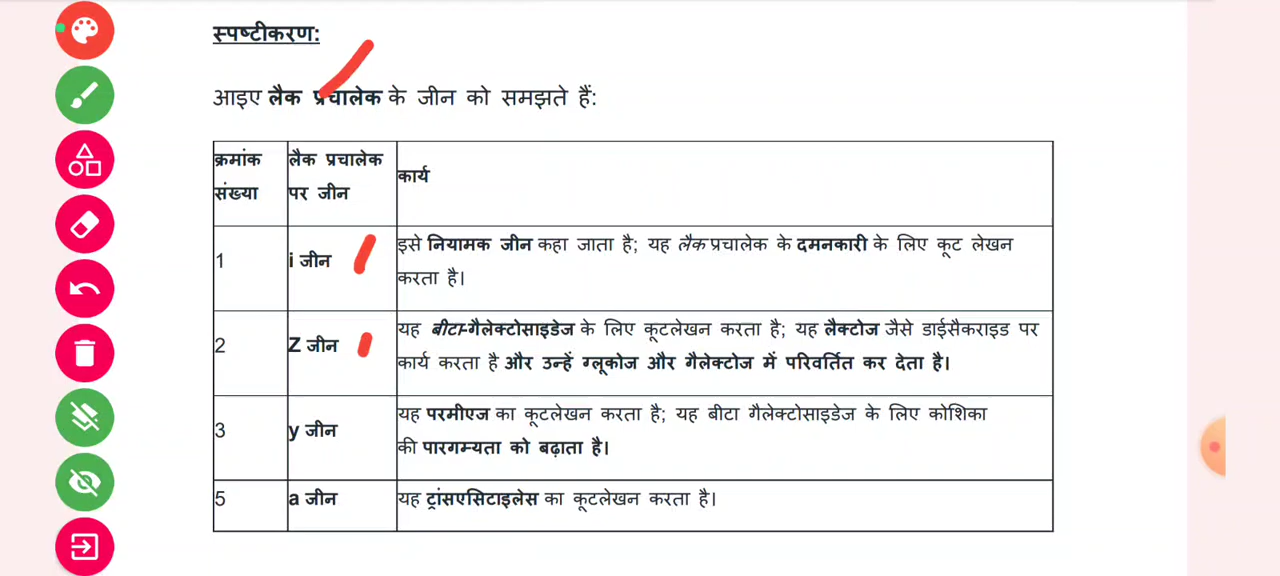 स्पष्टीकरण:
आइए लैक प्रचालेक के जीन को समझते हैं:
क्रमांक
संख्या
लैक प्रचालेक
पर जीन
कार्य
1
i जीन
इसे नियामक जीन कहा जाता है; यह लैक प्रचालेक के दमनकारी के लिए कूट लेखन
करता है।
2
Z जीन
यह बीटा-गैलेक्टोसाइडेज के लिए कूटलेखन करता है; यह लैक्टोज जैसे डाईसैकराइड पर
कार्य करता है और उन्हें ग्लूकोज और गैलेक्टोज में परिवर्तित कर देता है।
3
y जीन
यह परमीएज का कूटलेखन करता है; यह बीटा गैलेक्टोसाइडेज के लिए कोशिका
की पारगम्यता को बढ़ाता है।
5
a जीन
यह ट्रांसएसिटाइलेस का कूटलेखन करता है।